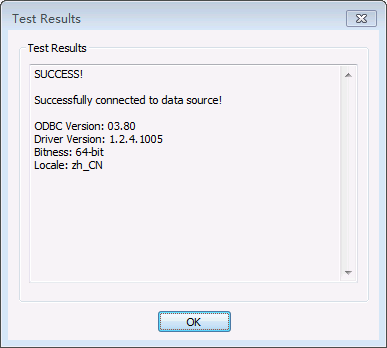 Test Results
Test Results
SUCCESS!
Successfully connected to data source!
ODBC Version: 03.80
Driver Version: 1.2.4.1005
Bitness: 64-bit
Locale: zh_CN
OK